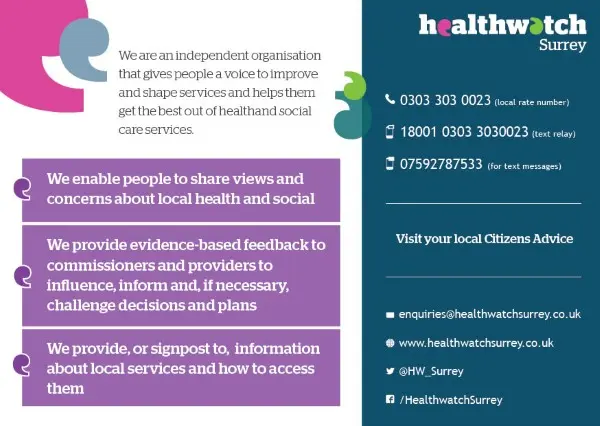 We are an independent organisation
that gives people a voice to improve
and shape services and helps them
get the best out of healthand social
care services.
We enable people to share views and
concerns about local health and social
We provide evidence-based feedback to
commissioners and providers to
influence, inform and, if necessary,
challenge decisions and plans
We provide, or signpost to, information
about local services and how to access
them
healthwatch
Surrey
0303 303 0023 (local rate number)
18001 0303 3030023 (text relay)
07592787533 (for text messages)
Visit your local Citizens Advice
enquiries@healthwatchsurrey.co.uk
www.healthwatchsurrey.co.uk
@HW_Surrey
/HealthwatchSurrey